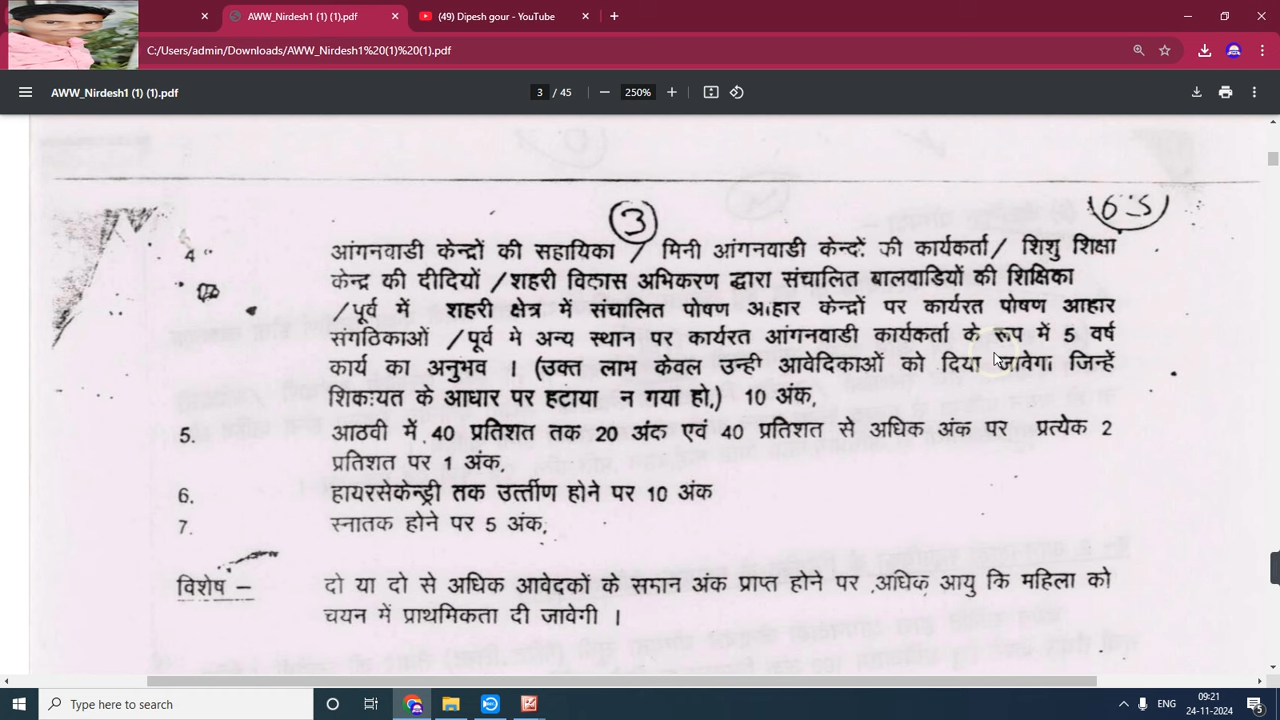 AWW_Nirdesh1 (1) (1).pdf
(49) Dipesh gour - YouTube
C:/Users/admin/Downloads/AWW_Nirdesh1%20(1)%20(1).pdf
AWW_Nirdesh1 (1) (1).pdf
3 / 45
250%
3
4
आंगनवाडी केन्द्रों की सहायिका / मिनी आंगनवाडी केन्दों की कार्यकर्ता/ शिशु शिक्षा
केन्द्र की दीदियों /शहरी विकास अभिकरण द्वारा संचालित बालवाडियों की शिक्षिका
/पूर्व में शहरी क्षेत्र में संचालित पोषण आहार केन्द्रों पर कार्यरत पोषण आहार
संगठिकाओं /पूर्व मे अन्य स्थान पर कार्यरत आंगनवाडी कार्यकर्ता के रूप में 5 वर्ष
कार्य का अनुभव । (उक्त लाभ केवल उन्ही आवेदिकाओं को दिया जावेगा जिन्हें
शिकायत के आधार पर हटाया न गया हो,) 10 अंक,
5. आठवी में 40 प्रतिशत तक 20 अंक एवं 40 प्रतिशत से अधिक अंक पर प्रत्येक 2
प्रतिशत पर 1 अंक,
6. हायरसेकेन्ड्री तक उर्त्तीण होने पर 10 अंक
7. स्नातक होने पर 5 अंक,
विशेष – दो या दो से अधिक आवेदकों के समान अंक प्राप्त होने पर ,अधिक आयु कि महिला को
चयन में प्राथमिकता दी जावेगी ।
Type here to search
ENG
09:21
24-11-2024
5